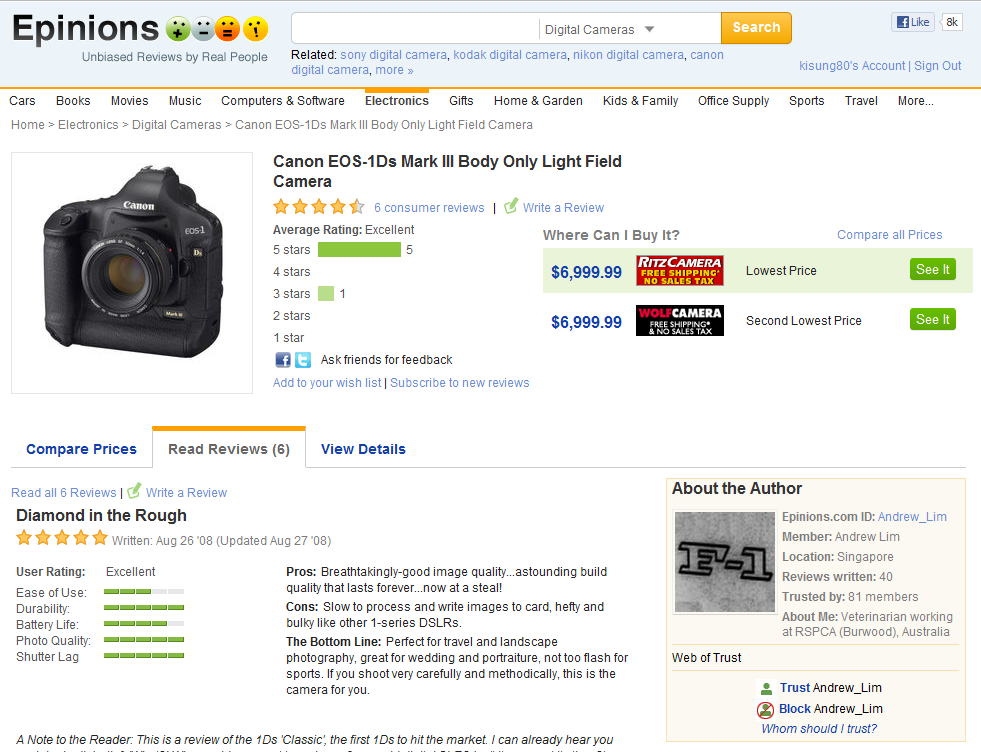 Epinions
Unbiased Reviews by Real People
Digital Cameras
Search
Related: sony digital camera, kodak digital camera, nikon digital camera, canon
digital camera, more »
Like
8k
kisung80's Account | Sign Out
Cars Books Movies Music Computers & Software Electronics Gifts Home & Garden Kids & Family Office Supply Sports Travel More...
Home > Electronics > Digital Cameras > Canon EOS-1Ds Mark III Body Only Light Field Camera
Canon
EOS-1
Ds
Mark III
Canon EOS-1Ds Mark III Body Only Light Field
Camera
6 consumer reviews | Write a Review
Average Rating: Excellent
5 stars 5
4 stars
3 stars 1
2 stars
1 star
Ask friends for feedback
Add to your wish list | Subscribe to new reviews
Where Can I Buy It? Compare all Prices
$6,999.99 RITZCAMERA FREE SHIPPING* NO SALES TAX Lowest Price See It
$6,999.99 WOLFCAMERA FREE SHIPPING* & NO SALES TAX Second Lowest Price See It
Compare Prices Read Reviews (6) View Details
Read all 6 Reviews | Write a Review
Diamond in the Rough
Written: Aug 26 '08 (Updated Aug 27 '08)
User Rating: Excellent
Ease of Use:
Durability:
Battery Life:
Photo Quality:
Shutter Lag
Pros: Breathtakingly-good image quality...astounding build
quality that lasts forever...now at a steal!
Cons: Slow to process and write images to card, hefty and
bulky like other 1-series DSLRs.
The Bottom Line: Perfect for travel and landscape
photography, great for wedding and portraiture, not too flash for
sports. If you shoot very carefully and methodically, this is the
camera for you.
A Note to the Reader: This is a review of the 1Ds 'Classic', the first 1Ds to hit the market. I can already hear you
About the Author
F-1
Epinions.com ID: Andrew_Lim
Member: Andrew Lim
Location: Singapore
Reviews written: 40
Trusted by: 81 members
About Me: Veterinarian working
at RSPCA (Burwood), Australia
Web of Trust
Trust Andrew_Lim
Block Andrew_Lim
Whom should I trust?